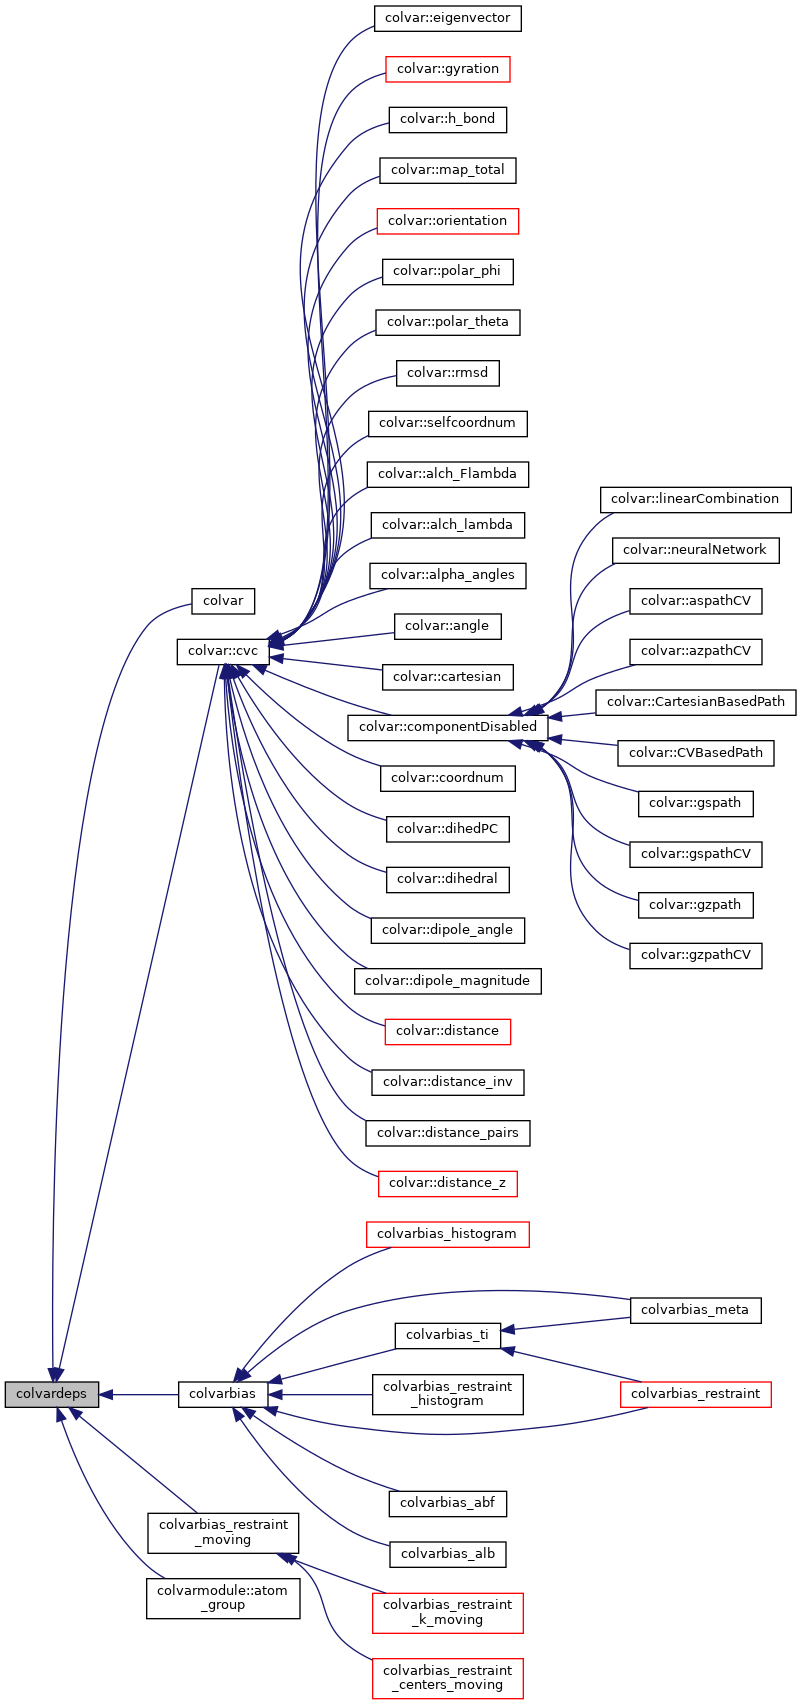 colvar::eigenvector
colvar::gyration
colvar::h_bond
colvar::map_total
colvar::orientation
colvar::polar_phi
colvar::polar_theta
colvar::rmsd
colvar::selfcoordnum
colvar::alch_Flambda
colvar::linearCombination
colvar::alch_lambda
colvar::neuralNetwork
colvar::alpha_angles
colvar
colvar::aspathCV
colvar::angle
colvar::cvc
colvar::azpathCV
colvar::cartesian
colvar::CartesianBasedPath
colvar::componentDisabled
colvar::CVBasedPath
colvar::coordnum
colvar::gspath
colvar::dihedPC
colvar::gspathCV
colvar::dihedral
colvar::gzpath
colvar::dipole_angle
colvar::gzpathCV
colvar::dipole_magnitude
colvar::distance
colvar::distance_inv
colvar::distance_pairs
colvar::distance_z
colvarbias_histogram
colvarbias_meta
colvarbias_ti
colvardeps
colvarbias
colvarbias_restraint
_histogram
colvarbias_restraint
colvarbias_abf
colvarbias_restraint
_moving
colvarbias_alb
colvarmodule::atom
_group
colvarbias_restraint
_k_moving
colvarbias_restraint
_centers_moving